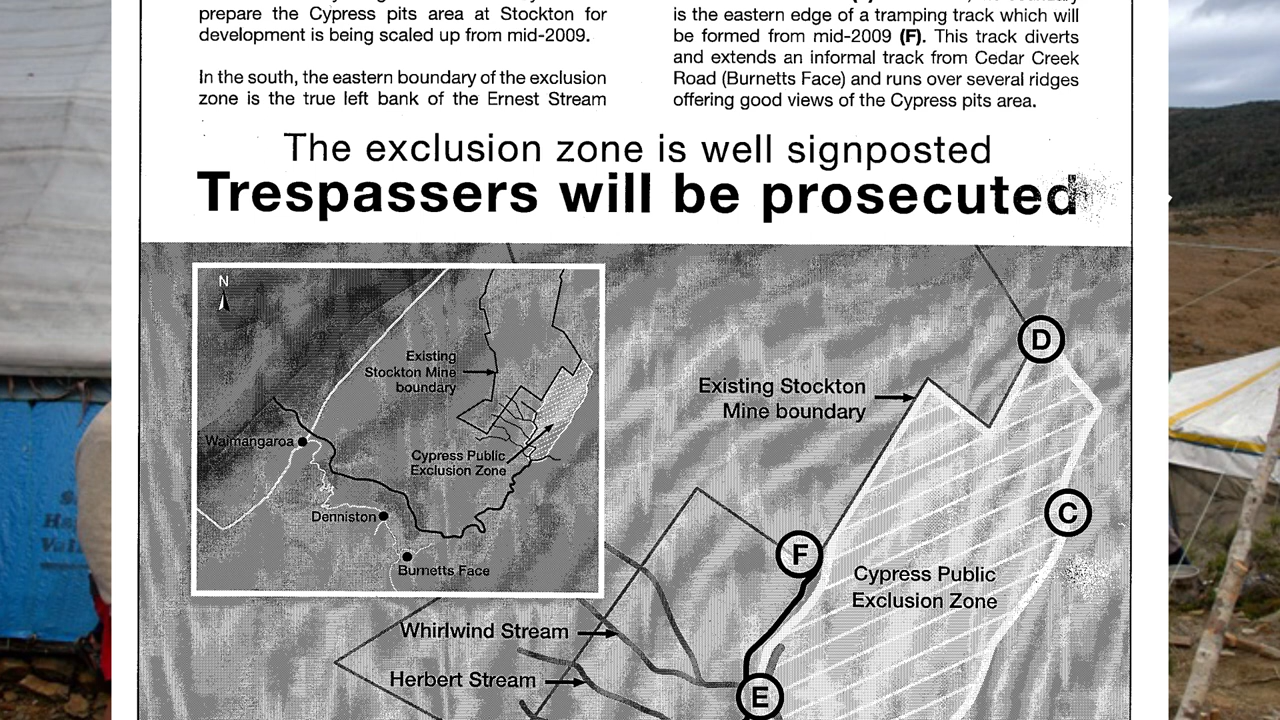 prepare the Cypress pits area at Stockton for
development is being scaled up from mid-2009.
In the south, the eastern boundary of the exclusion
zone is the true left bank of the Ernest Stream
is the eastern edge of a tramping track which will
be formed from mid-2009 (F). This track diverts
and extends an informal track from Cedar Creek
Road (Burnetts Face) and runs over several ridges
offering good views of the Cypress pits area.
The exclusion zone is well signposted
Trespassers will be prosecuted
N
Existing
Stockton Mine
boundary
Waimangaroa
Cypress Public
Exclusion Zone
Denniston
Burnetts Face
D
Existing Stockton
Mine boundary
C
F
Cypress Public
Exclusion Zone
Whirlwind Stream
Herbert Stream
E